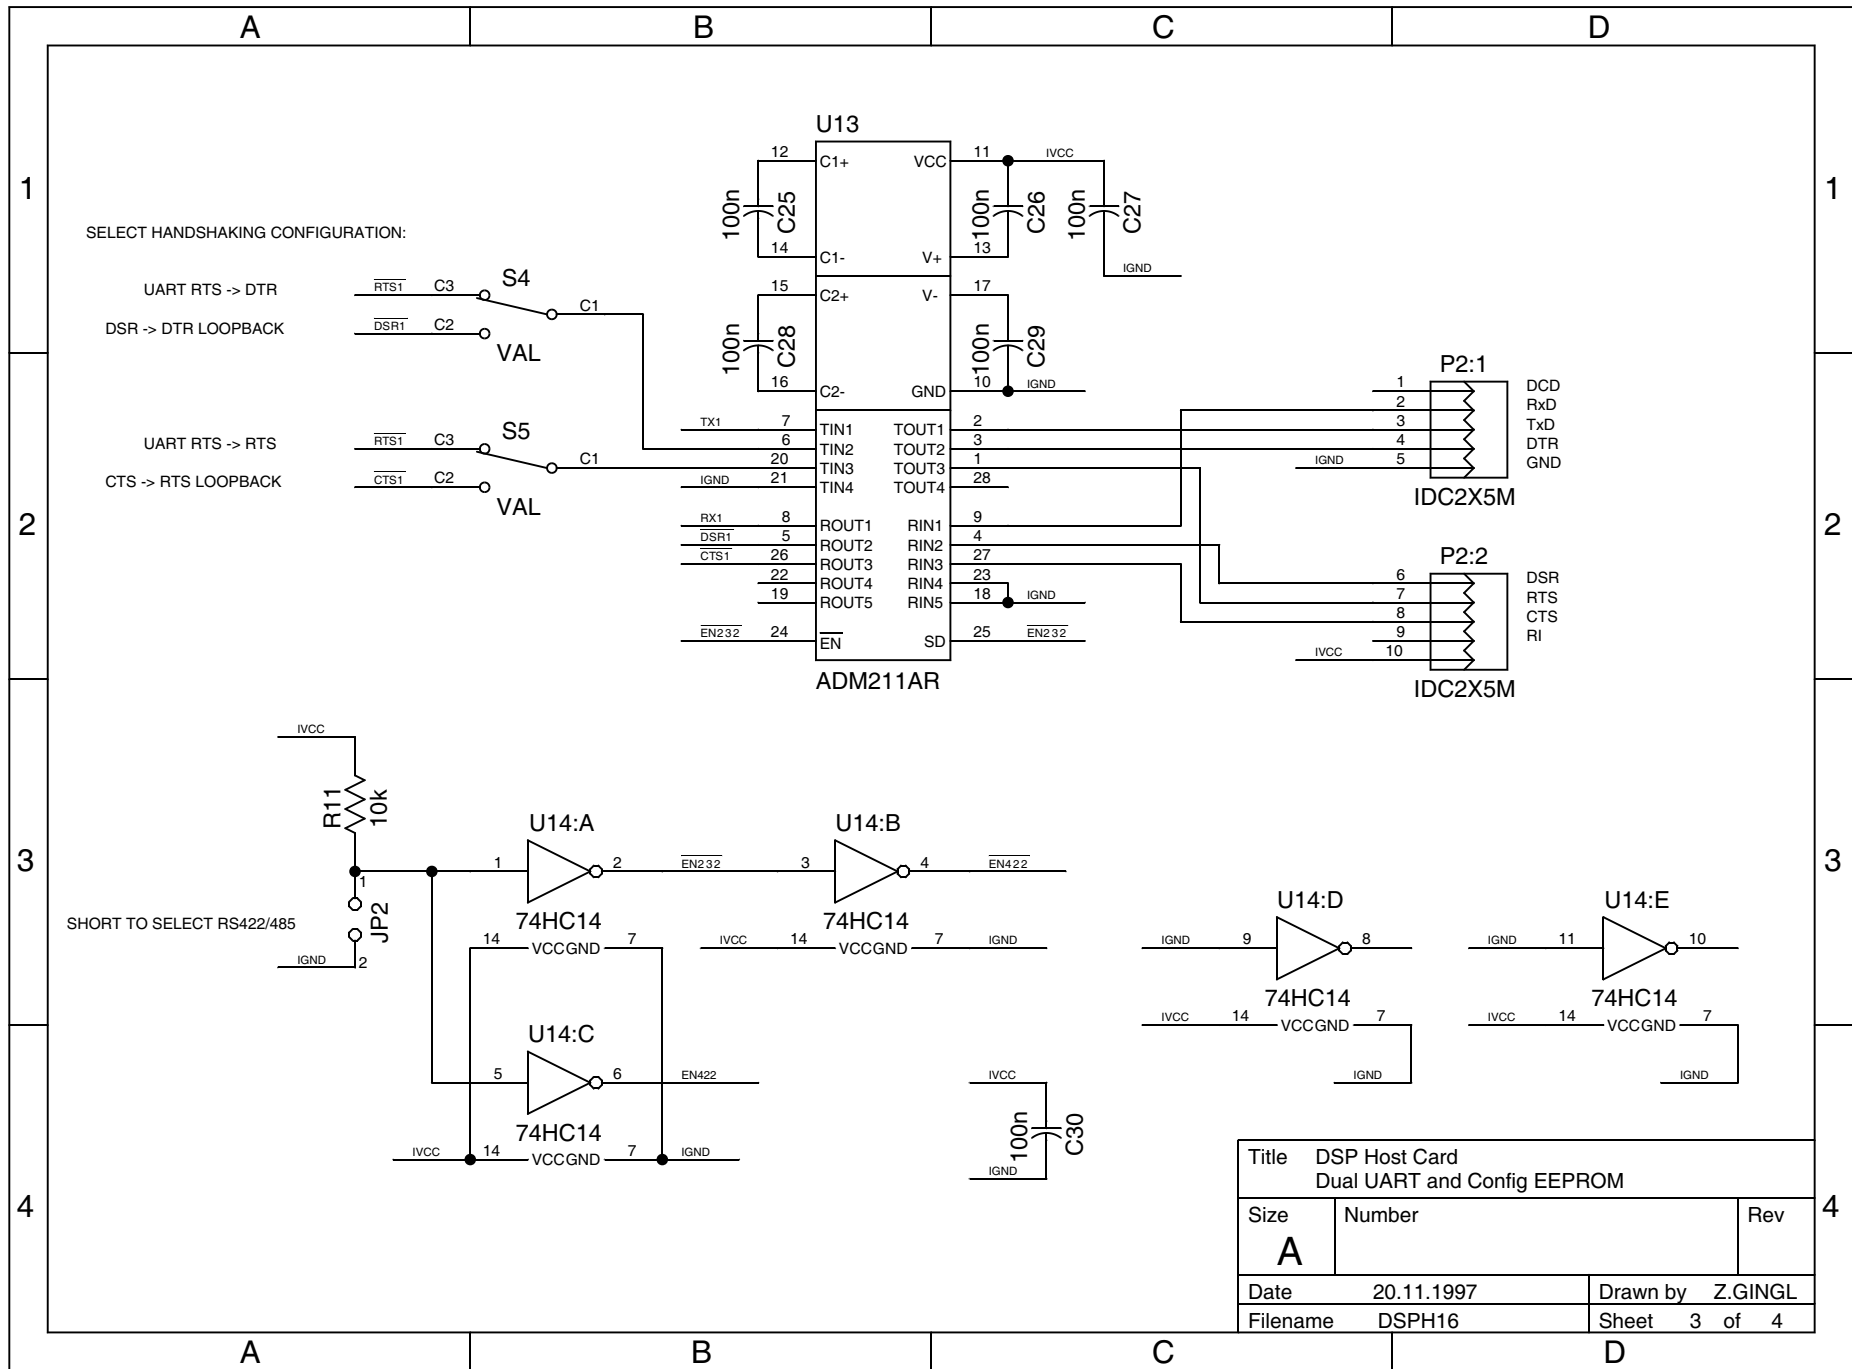 A B C D
1 1
U13
12 C1+ VCC 11 IVCC
100n C25 100n C26 100n C27
14 C1- V+ 13
IGND
SELECT HANDSHAKING CONFIGURATION:
UART RTS -> DTR RTS1 C3 S4
C1
DSR -> DTR LOOPBACK DSR1 C2
VAL
15 C2+ V- 17
100n C28 100n C29
16 C2- GND 10 IGND
UART RTS -> RTS RTS1 C3 S5
C1
CTS -> RTS LOOPBACK CTS1 C2
VAL
2 2
TX1 7 TIN1 TOUT1 2
6 TIN2 TOUT2 3
20 TIN3 TOUT3 1
IGND 21 TIN4 TOUT4 28
RX1 8 ROUT1 RIN1 9
DSR1 5 ROUT2 RIN2 4
CTS1 26 ROUT3 RIN3 27
22 ROUT4 RIN4 23
19 ROUT5 RIN5 18 IGND
EN232 24 EN SD 25 EN232
ADM211AR
P2:1
1 DCD
2 RxD
3 TxD
4 DTR
IGND 5 GND
IDC2X5M
P2:2
6 DSR
7 RTS
8 CTS
9 RI
IVCC 10
IDC2X5M
3 3
IVCC
R11 10k
1
JP2
SHORT TO SELECT RS422/485
IGND 2
U14:A
1 2 EN232
74HC14
14 VCCGND 7
U14:B
3 4 EN422
74HC14
IVCC 14 VCCGND 7 IGND
U14:D
IGND 9 8
74HC14
IVCC 14 VCCGND 7
IGND
U14:E
IGND 11 10
74HC14
IVCC 14 VCCGND 7
IGND
U14:C
5 6 EN422
74HC14
IVCC 14 VCCGND 7 IGND
IVCC
100n C30
IGND
4 4
Title DSP Host Card
Dual UART and Config EEPROM
Size Number Rev
A
Date 20.11.1997 Drawn by Z.GINGL
Filename DSPH16 Sheet 3 of 4
A B C D